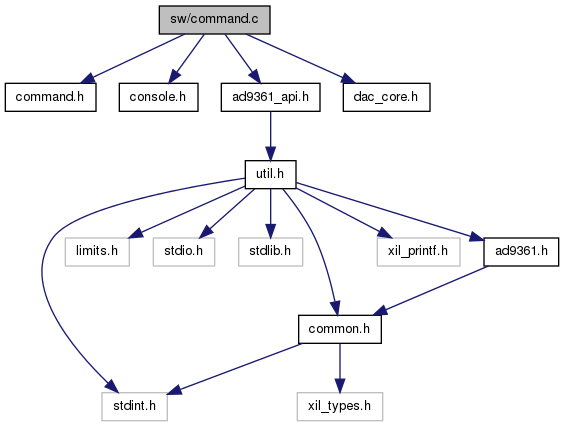 sw/command.c
command.h
console.h
ad9361_api.h
dac_core.h
util.h
limits.h
stdio.h
stdlib.h
xil_printf.h
ad9361.h
common.h
stdint.h
xil_types.h